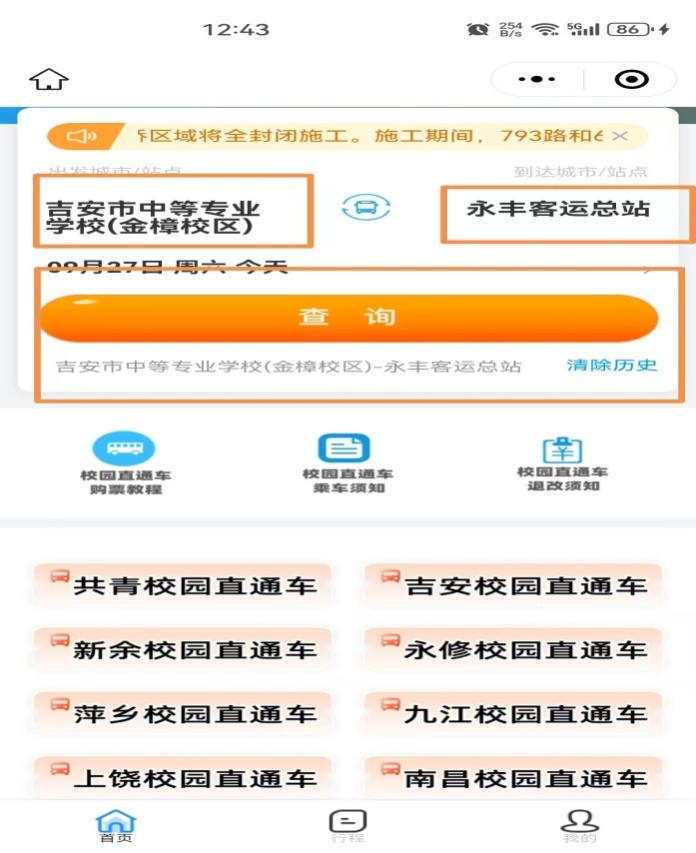 12:43
254 B/s
5G
86
区域将全封闭施工。施工期间，793路和6
出发城市/站点
到达城市/站点
吉安市中等专业
学校(金樟校区)
永丰客运总站
09月27日 周六 今天
查 询
吉安市中等专业学校(金樟校区)-永丰客运总站
清除历史
校园直通车
购票教程
校园直通车
乘车须知
校园直通车
退改须知
共青校园直通车
吉安校园直通车
新余校园直通车
永修校园直通车
萍乡校园直通车
九江校园直通车
上饶校园直通车
南昌校园直通车
首页
行程
我的